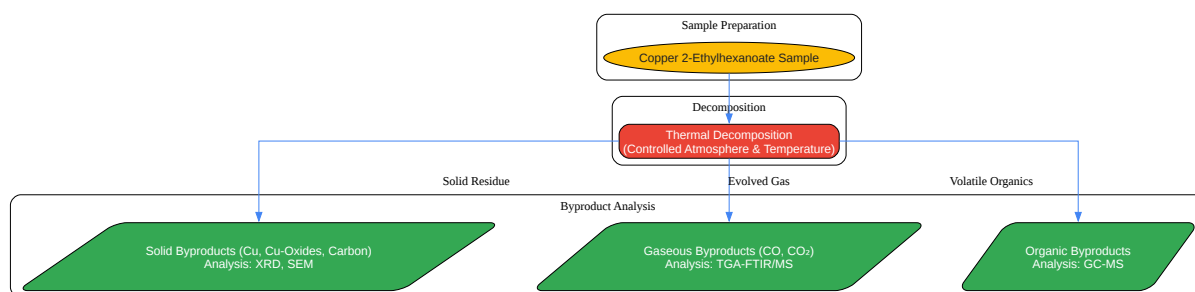 Sample Preparation
Copper 2-Ethylhexanoate Sample
Decomposition
Thermal Decomposition
(Controlled Atmosphere & Temperature)
Solid Residue
Evolved Gas
Volatile Organics
Byproduct Analysis
Solid Byproducts (Cu, Cu-Oxides, Carbon)
Analysis: XRD, SEM
Gaseous Byproducts (CO, CO₂)
Analysis: TGA-FTIR/MS
Organic Byproducts
Analysis: GC-MS